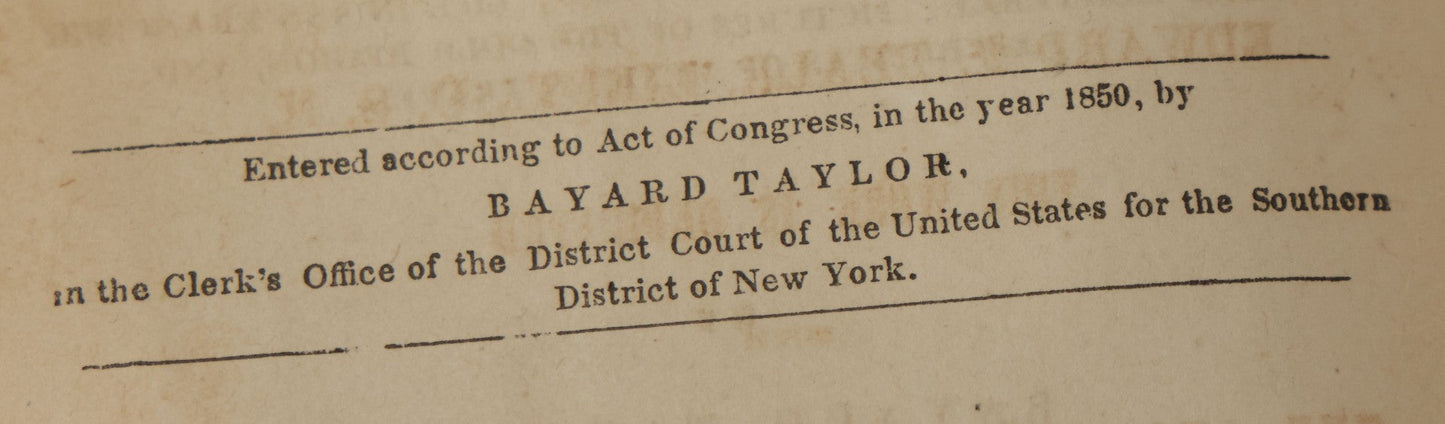 Entered according to Act of Congress, in the year 1850, by
BAYARD TAYLOR,
in the Clerk's Office of the District Court of the United States for the Southern
District of New York.